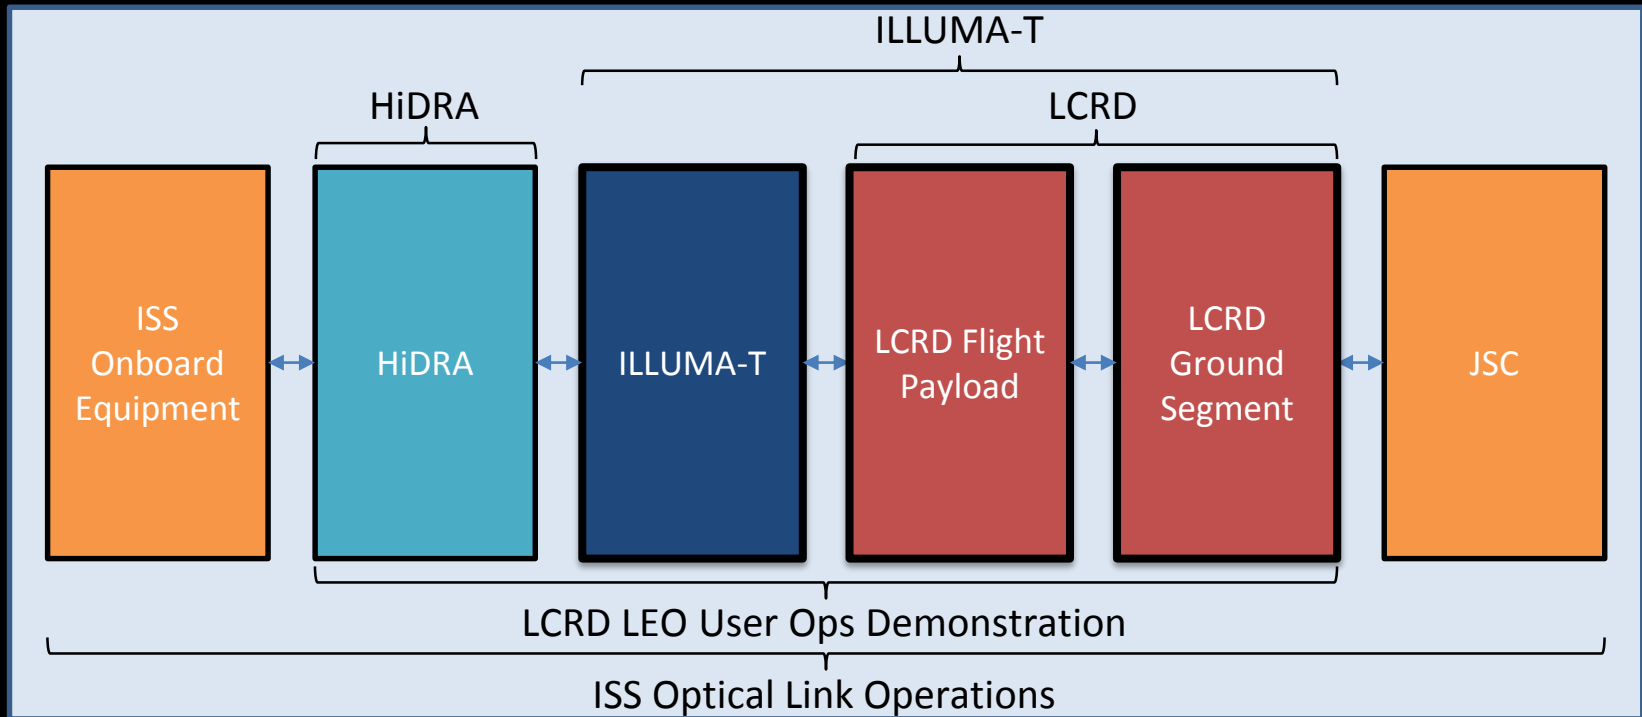 ILLUMA-T
HiDRA
LCRD
ISS
Onboard
Equipment
HiDRA
ILLUMA-T
LCRD Flight
Payload
LCRD
Ground
Segment
JSC
LCRD LEO User Ops Demonstration
ISS Optical Link Operations